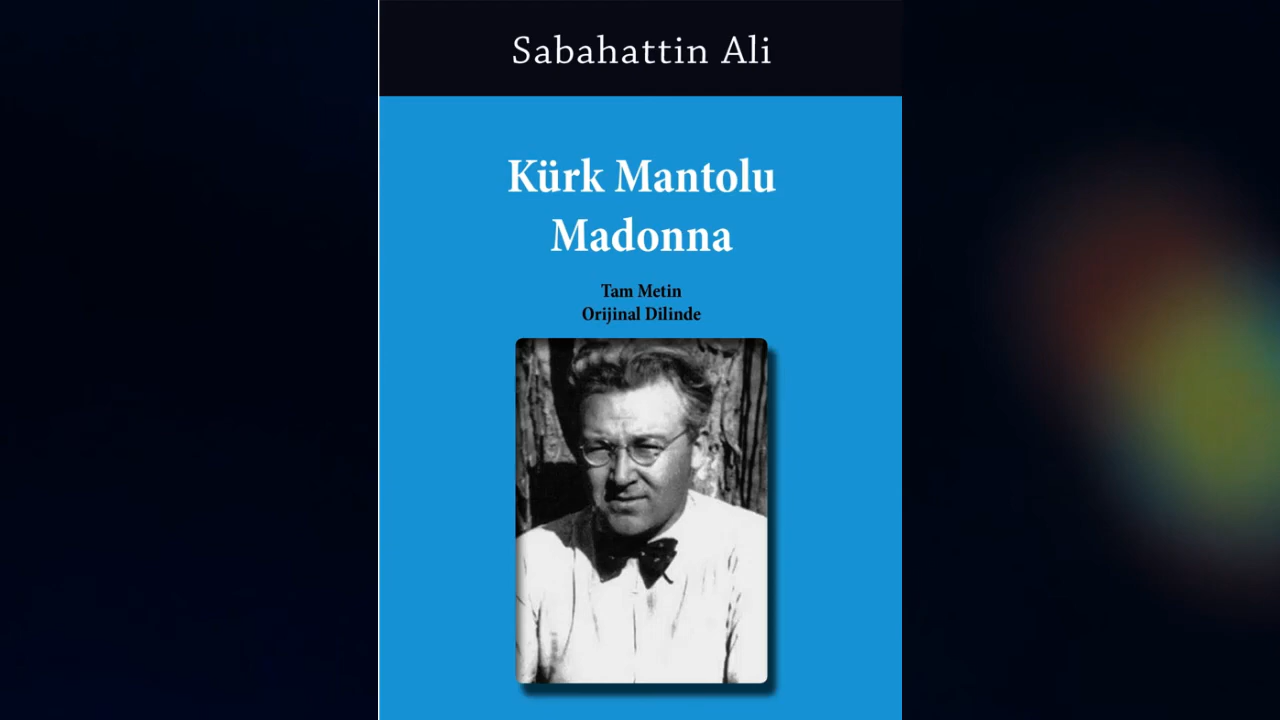 Sabahattin Ali
Kürk Mantolu
Madonna
Tam Metin
Orijinal Dilinde